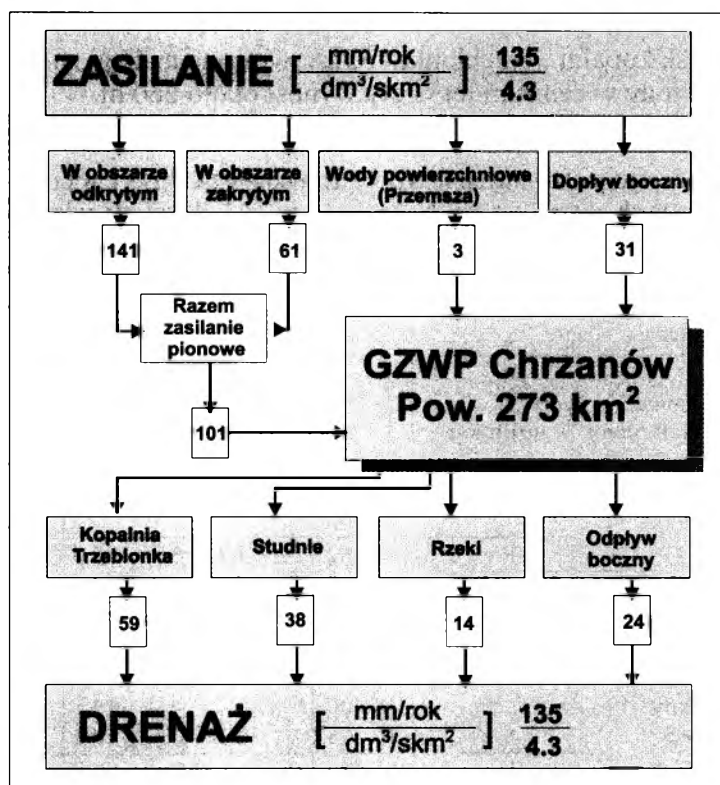 ZASILANIE [ mm/rok / dm³/skm² ] 135 / 4.3
W obszarze odkrytym
W obszarze zakrytym
Wody powierzchniowe (Przemsza)
Dopływ boczny
141
61
3
31
Razem
zasilanie
pionowe
GZWP Chrzanów
Pow. 273 km²
101
Kopalnia
Trzebionka
Studnie
Rzeki
Odpływ
boczny
59
38
14
24
DRENAŻ [ mm/rok / dm³/skm² ] 135 / 4.3